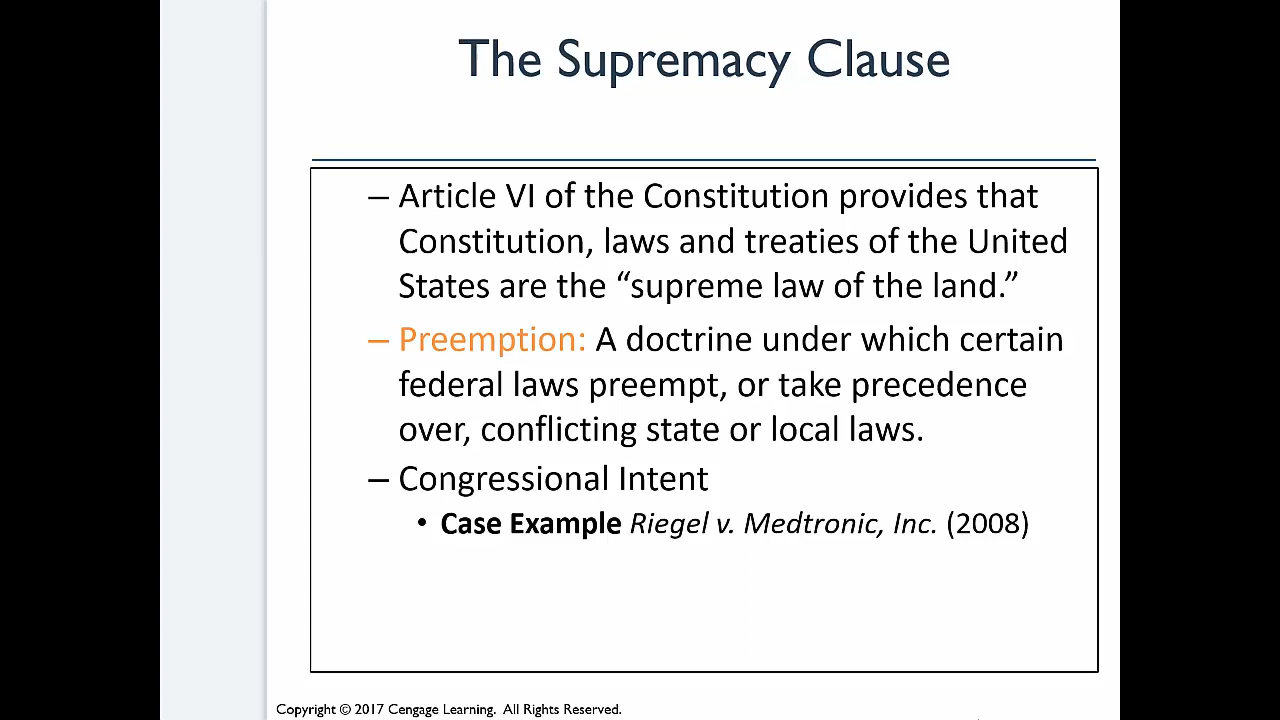 The Supremacy Clause
– Article VI of the Constitution provides that
Constitution, laws and treaties of the United
States are the “supreme law of the land.”
– Preemption: A doctrine under which certain
federal laws preempt, or take precedence
over, conflicting state or local laws.
– Congressional Intent
• Case Example Riegel v. Medtronic, Inc. (2008)
Copyright © 2017 Cengage Learning. All Rights Reserved.